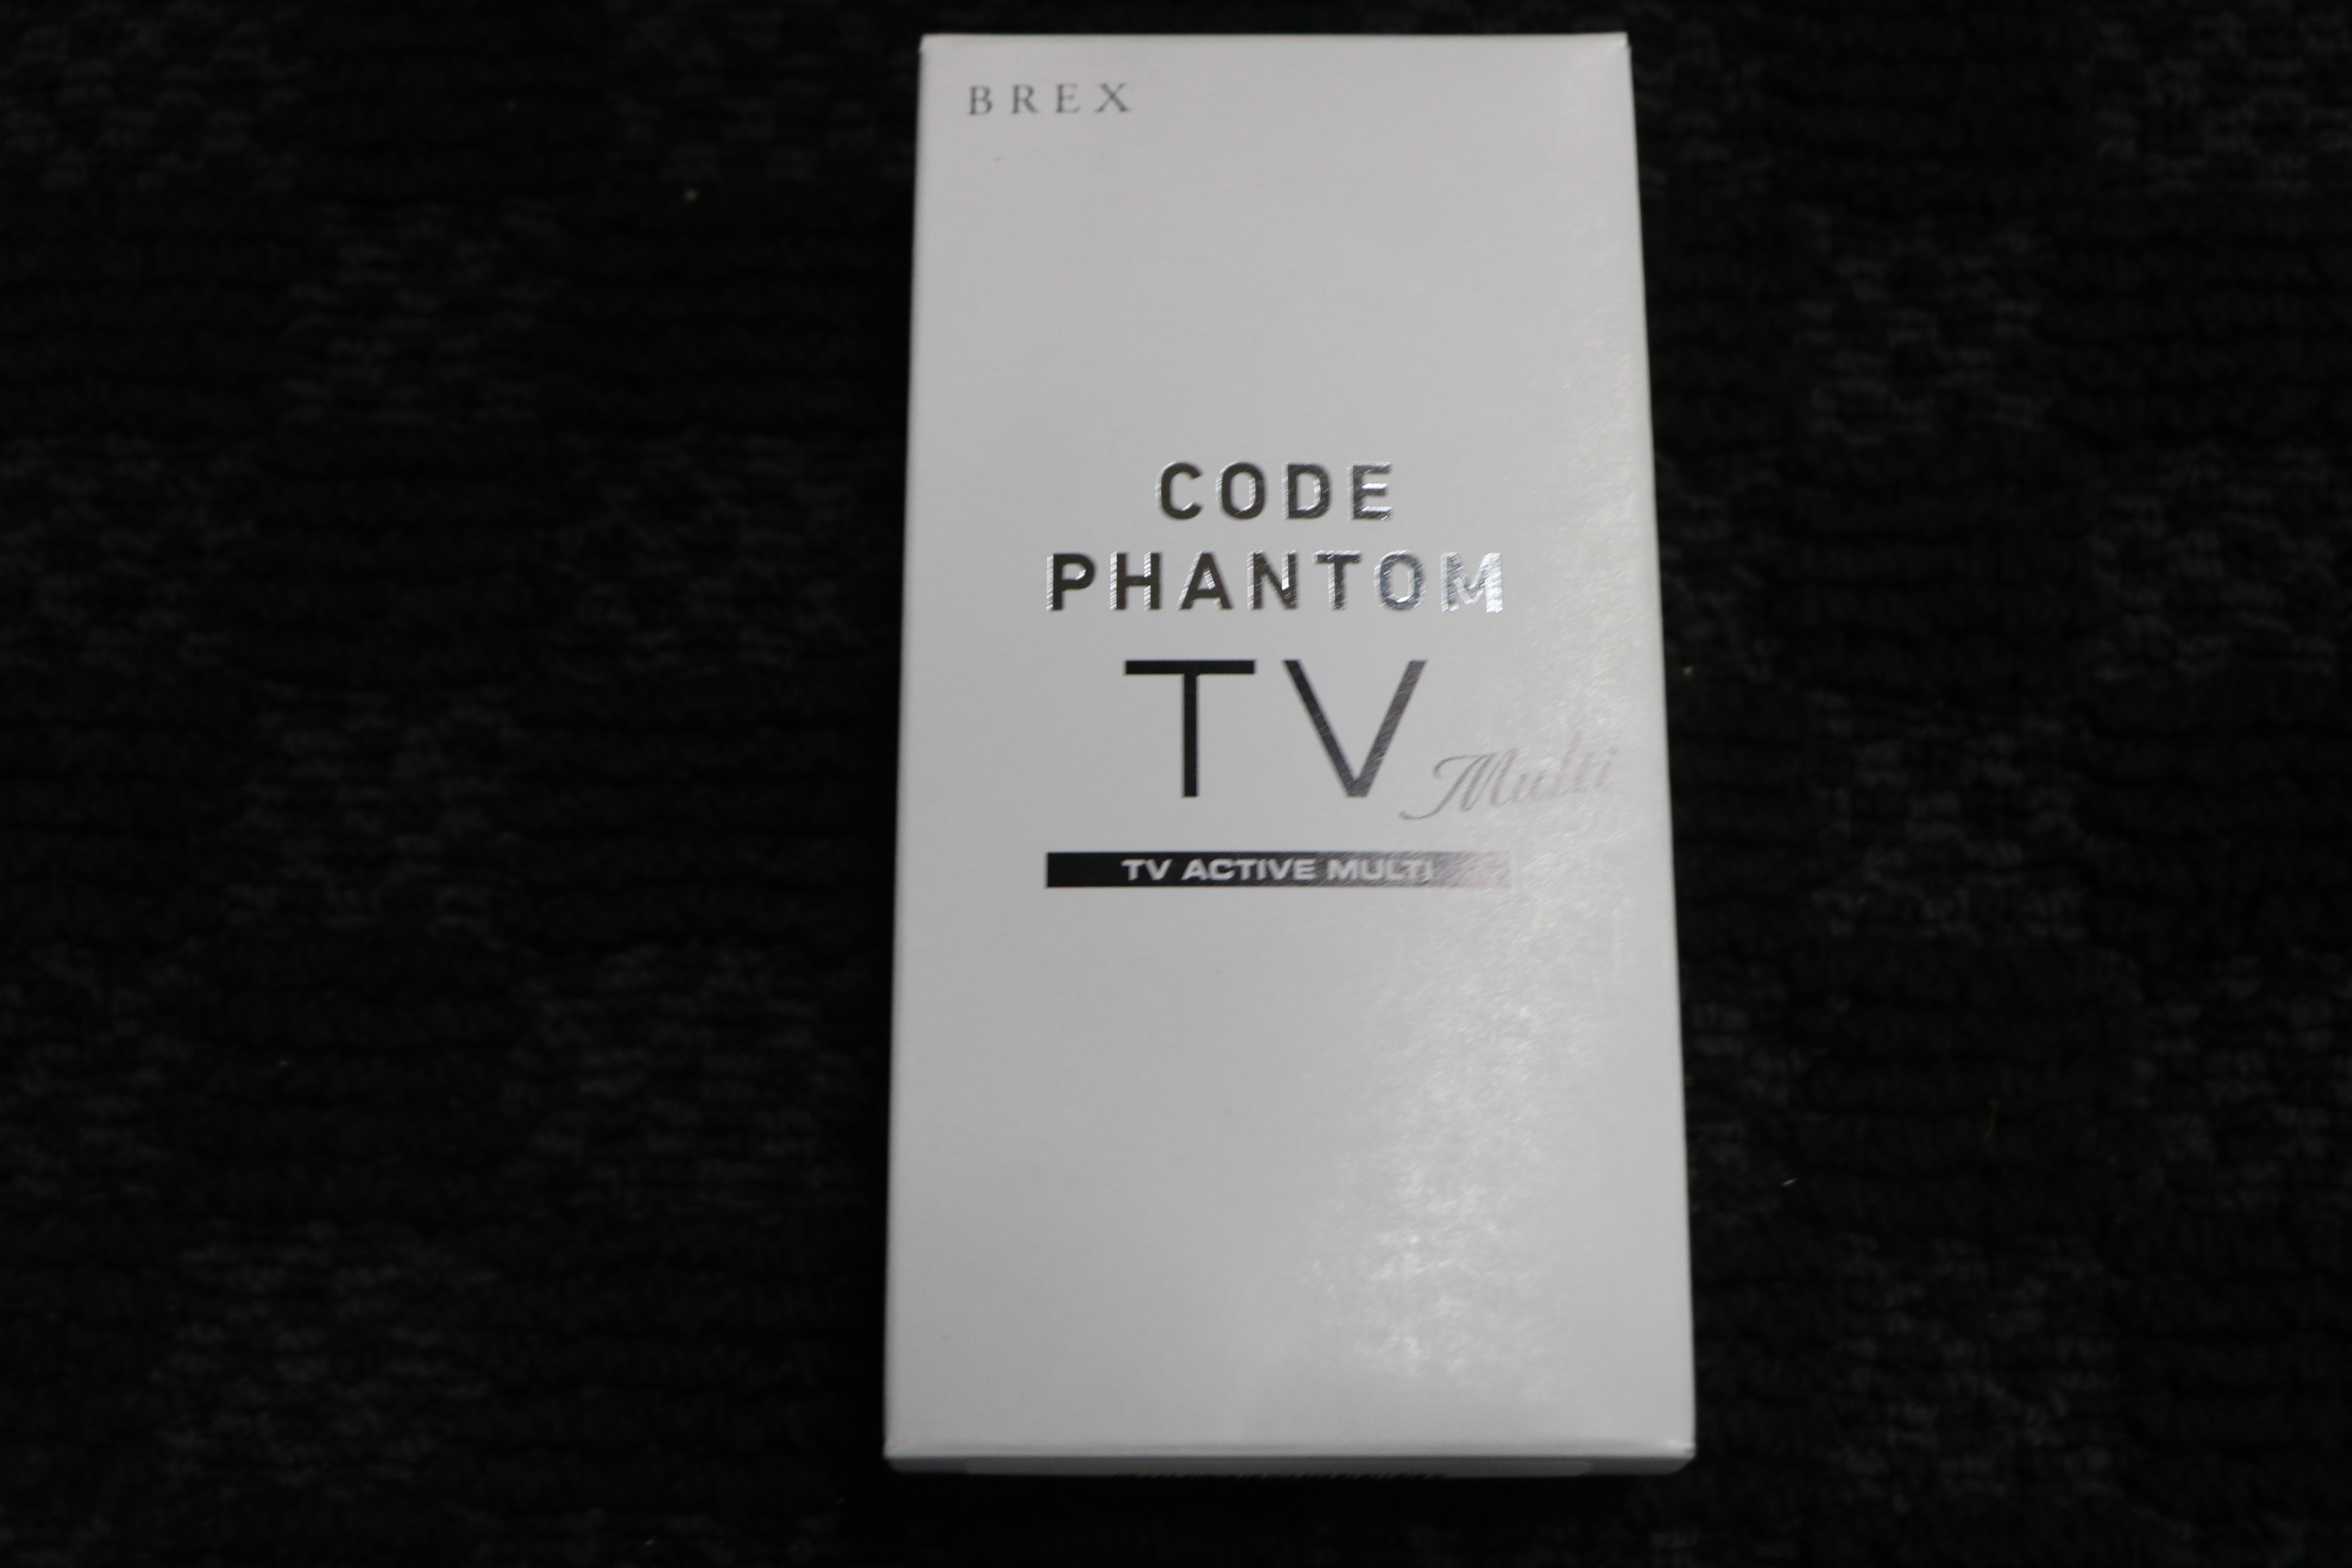 BREX
CODE
PHANTOM
TV Multi
TV ACTIVE MULTI